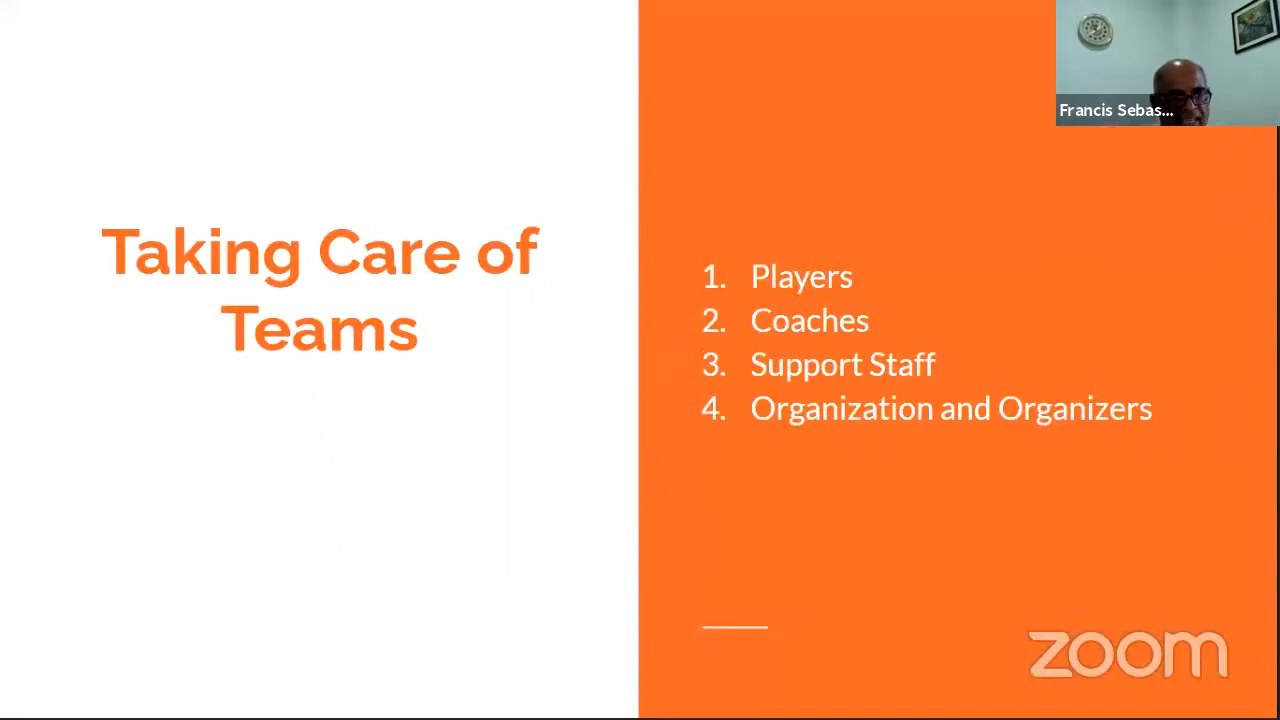 Francis Sebas...
Taking Care of
Teams
1. Players
2. Coaches
3. Support Staff
4. Organization and Organizers
zoom